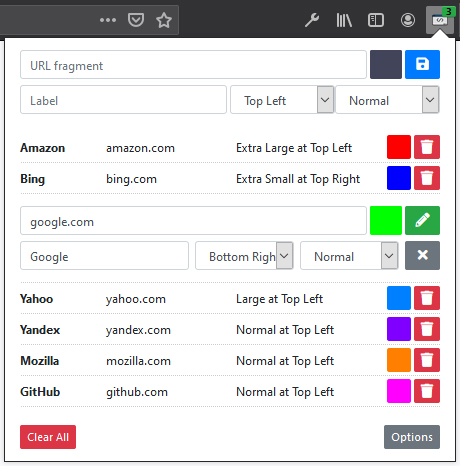 3
URL fragment
Label Top Left Normal
Amazon amazon.com Extra Large at Top Left
Bing bing.com Extra Small at Top Right
google.com
Google Bottom Righ Normal
Yahoo yahoo.com Large at Top Left
Yandex yandex.com Normal at Top Left
Mozilla mozilla.com Normal at Top Left
GitHub github.com Normal at Top Left
Clear All Options